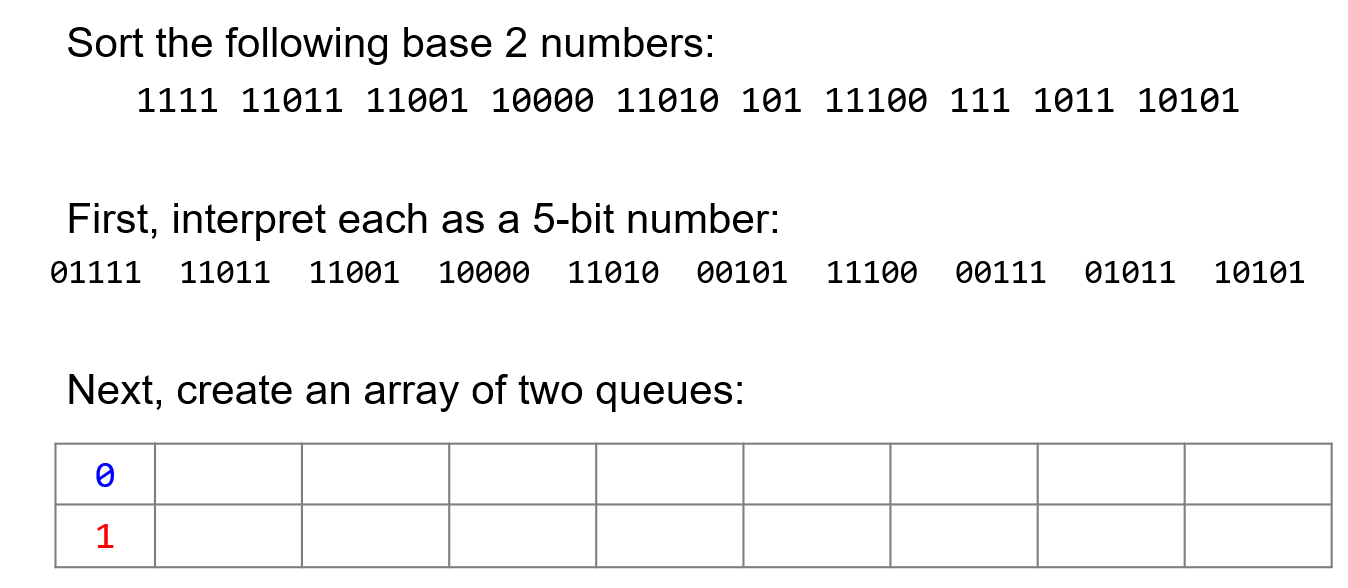 Sort the following base 2 numbers:
1111 11011 11001 10000 11010 101 11100 111 1011 10101
First, interpret each as a 5-bit number:
01111 11011 11001 10000 11010 00101 11100 00111 01011 10101
Next, create an array of two queues:
0
1